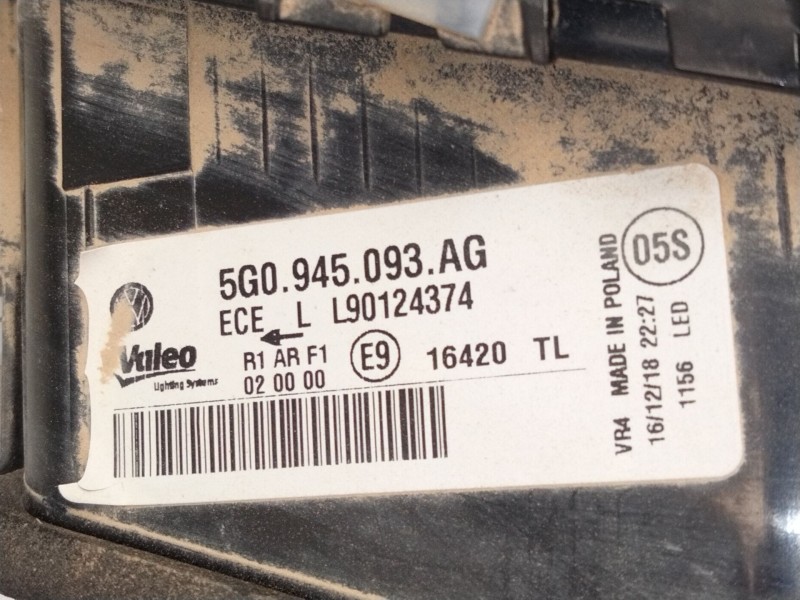 5G0.945.093.AG
ECE L L90124374
Valeo
Lighting Systems
R1 AR F1
02 00 00
E9
16420 TL
VR4 MADE IN POLAND
16/12/18 22:27
1156 LED
05S